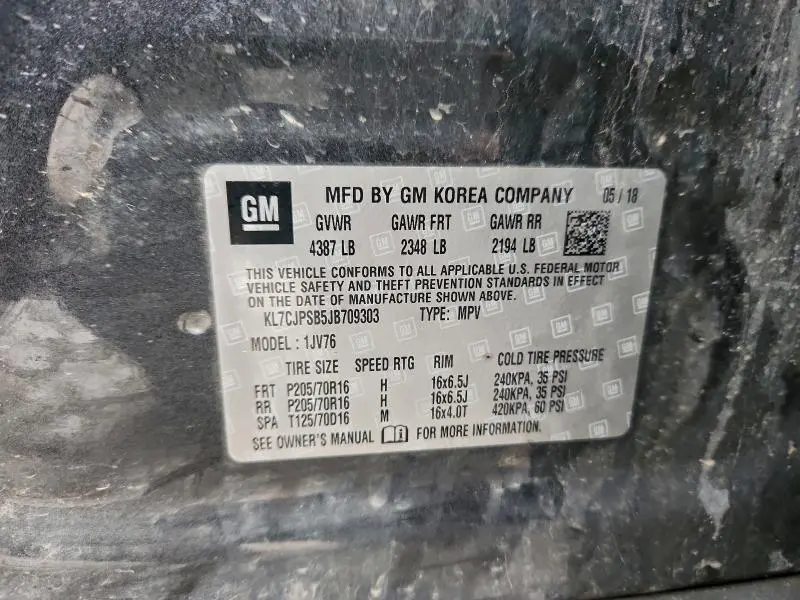 GM MFD BY GM KOREA COMPANY 05 / 18
GVWR GAWR FRT GAWR RR
4387 LB 2348 LB 2194 LB
THIS VEHICLE CONFORMS TO ALL APPLICABLE U.S. FEDERAL MOTOR
VEHICLE SAFETY AND THEFT PREVENTION STANDARDS IN EFFECT
ON THE DATE OF MANUFACTURE SHOWN ABOVE.
KL7CJPSB5JB709303 TYPE: MPV
MODEL : 1JV76
TIRE SIZE SPEED RTG RIM COLD TIRE PRESSURE
FRT P205/70R16 H 16x6.5J 240KPA, 35 PSI
RR P205/70R16 H 16x6.5J 240KPA, 35 PSI
SPA T125/70D16 M 16x4.0T 420KPA, 60 PSI
SEE OWNER'S MANUAL FOR MORE INFORMATION.